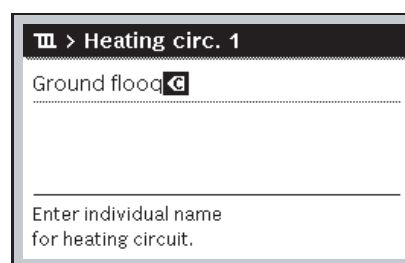 > Heating circ. 1
Ground flooq C
Enter individual name
for heating circuit.